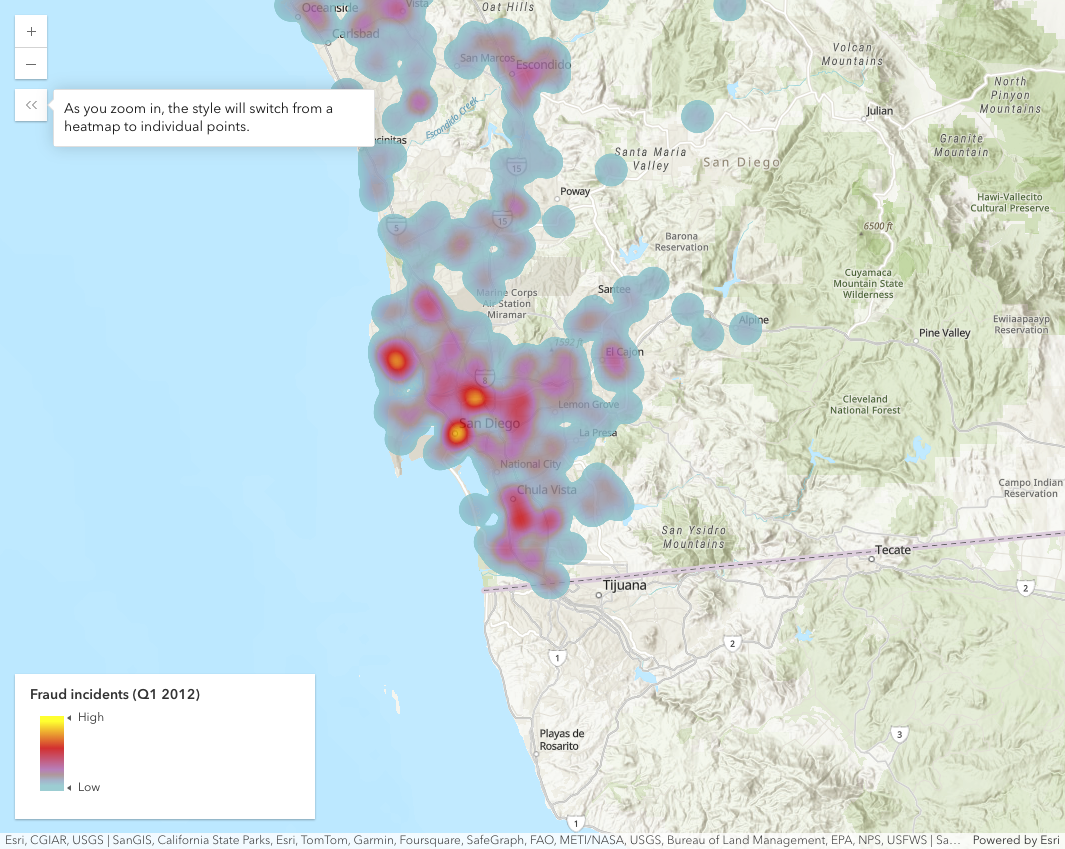 Oceanside
Vista
Oat Hills
+
Carlsbad
Volcan
Mountains
San Marcos
Escondido
−
North
Pinyon
Mountains
As you zoom in, the style will switch from a
heatmap to individual points.
Escondido Creek
Julian
Granite
Mountain
ecinitas
Santa Maria
Valley
San Diego
15
Poway
Hawi-Vallecito
Cultural Preserve
15
5
6500 ft
Barona
Reservation
Cuyamaca
Mountain State
Wilderness
Santee
Marine Corps
Air Station
Miramar
Alpine
Ewiiaapaayp
Reservation
Pine Valley
1592 ft
El Cajon
8
Lemon Grove
Cleveland
National Forest
San Diego
La Presa
National City
Chula Vista
Campo Indian
Reservation
San Ysidro
Mountains
Tecate
Tijuana
2
2
1
Fraud incidents (Q1 2012)
High
Low
Playas de
Rosarito
3
1
Esri, CGIAR, USGS | SanGIS, California State Parks, Esri, TomTom, Garmin, Foursquare, SafeGraph, FAO, METI/NASA, USGS, Bureau of Land Management, EPA, NPS, USFWS | Sa...
Powered by Esri